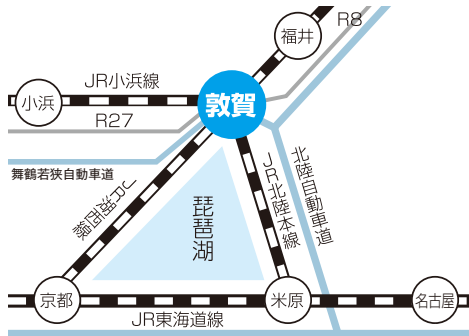 R8
福井
JR小浜線
小浜
敦賀
R27
舞鶴若狭自動車道
JR湖西線
琵琶湖
JR北陸本線
北陸自動車道
京都
米原
名古屋
JR東海道線